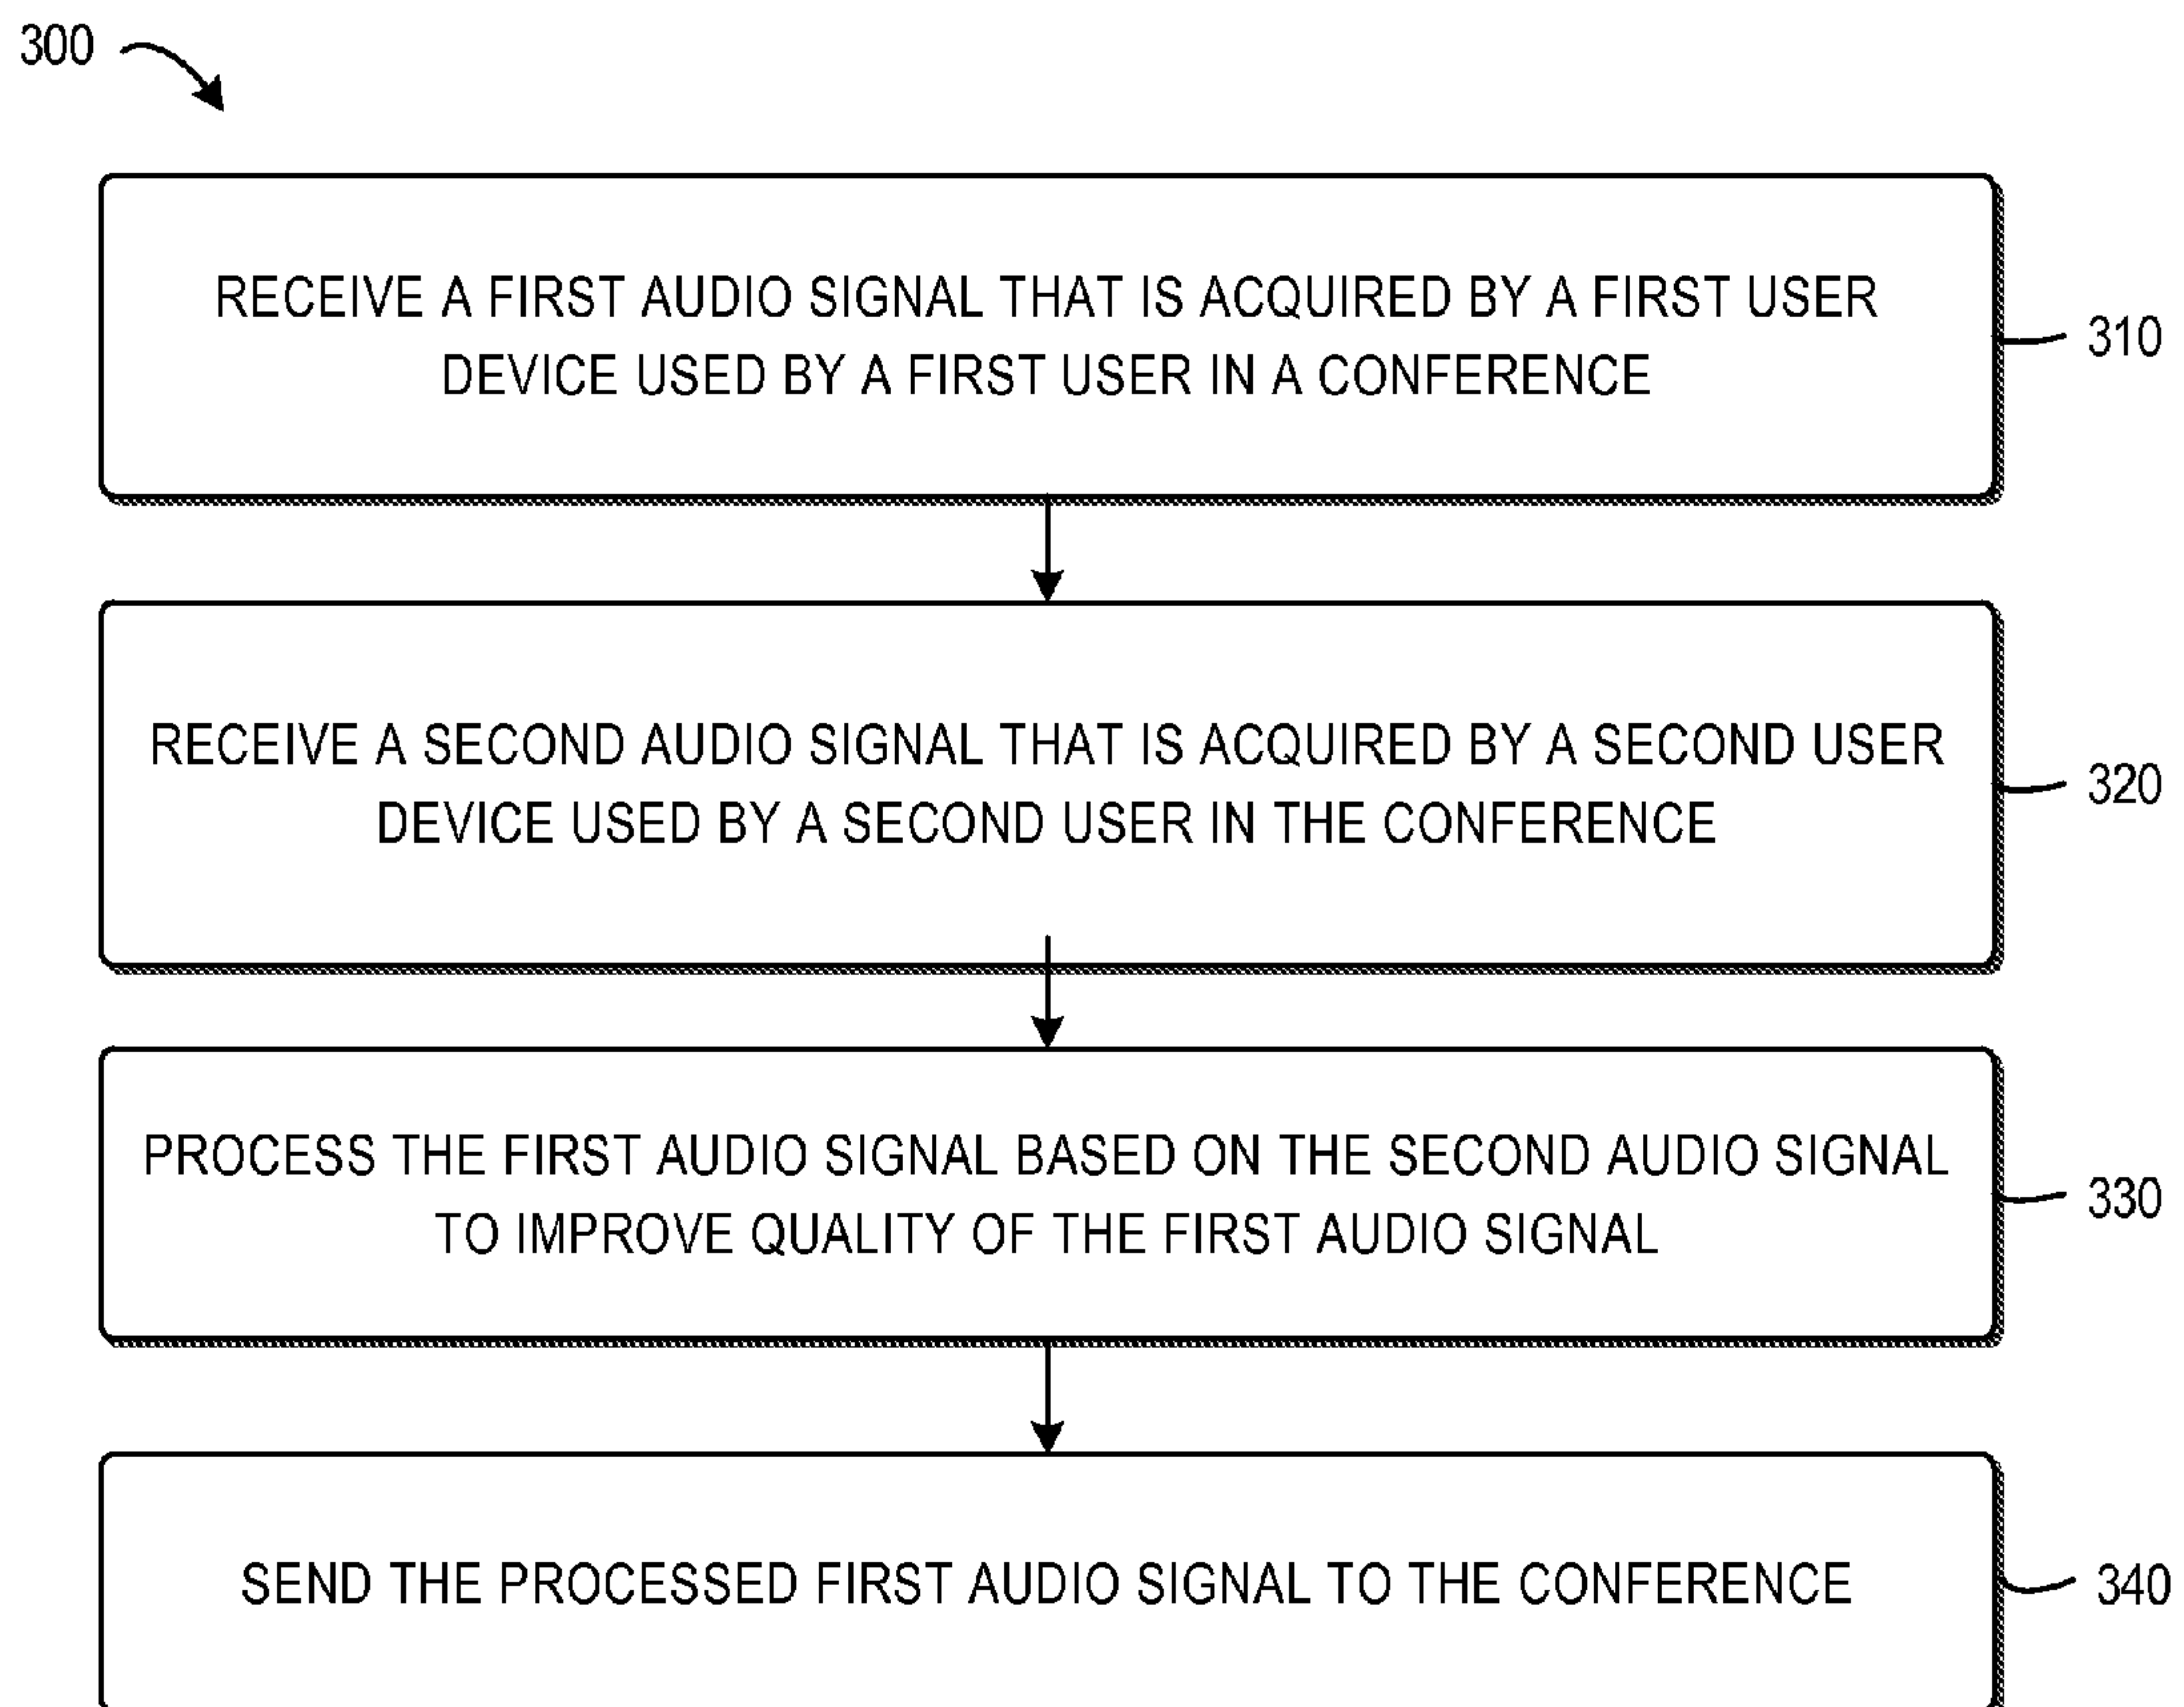 300
RECEIVE A FIRST AUDIO SIGNAL THAT IS ACQUIRED BY A FIRST USER
DEVICE USED BY A FIRST USER IN A CONFERENCE
310
RECEIVE A SECOND AUDIO SIGNAL THAT IS ACQUIRED BY A SECOND USER
DEVICE USED BY A SECOND USER IN THE CONFERENCE
320
PROCESS THE FIRST AUDIO SIGNAL BASED ON THE SECOND AUDIO SIGNAL
TO IMPROVE QUALITY OF THE FIRST AUDIO SIGNAL
330
SEND THE PROCESSED FIRST AUDIO SIGNAL TO THE CONFERENCE
340